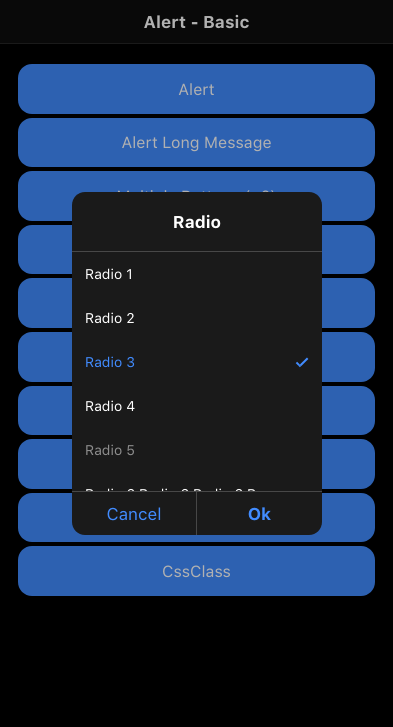 Alert - Basic
Alert
Alert Long Message
Radio
Radio 1
Radio 2
Radio 3
Radio 4
Radio 5
Cancel
Ok
CssClass